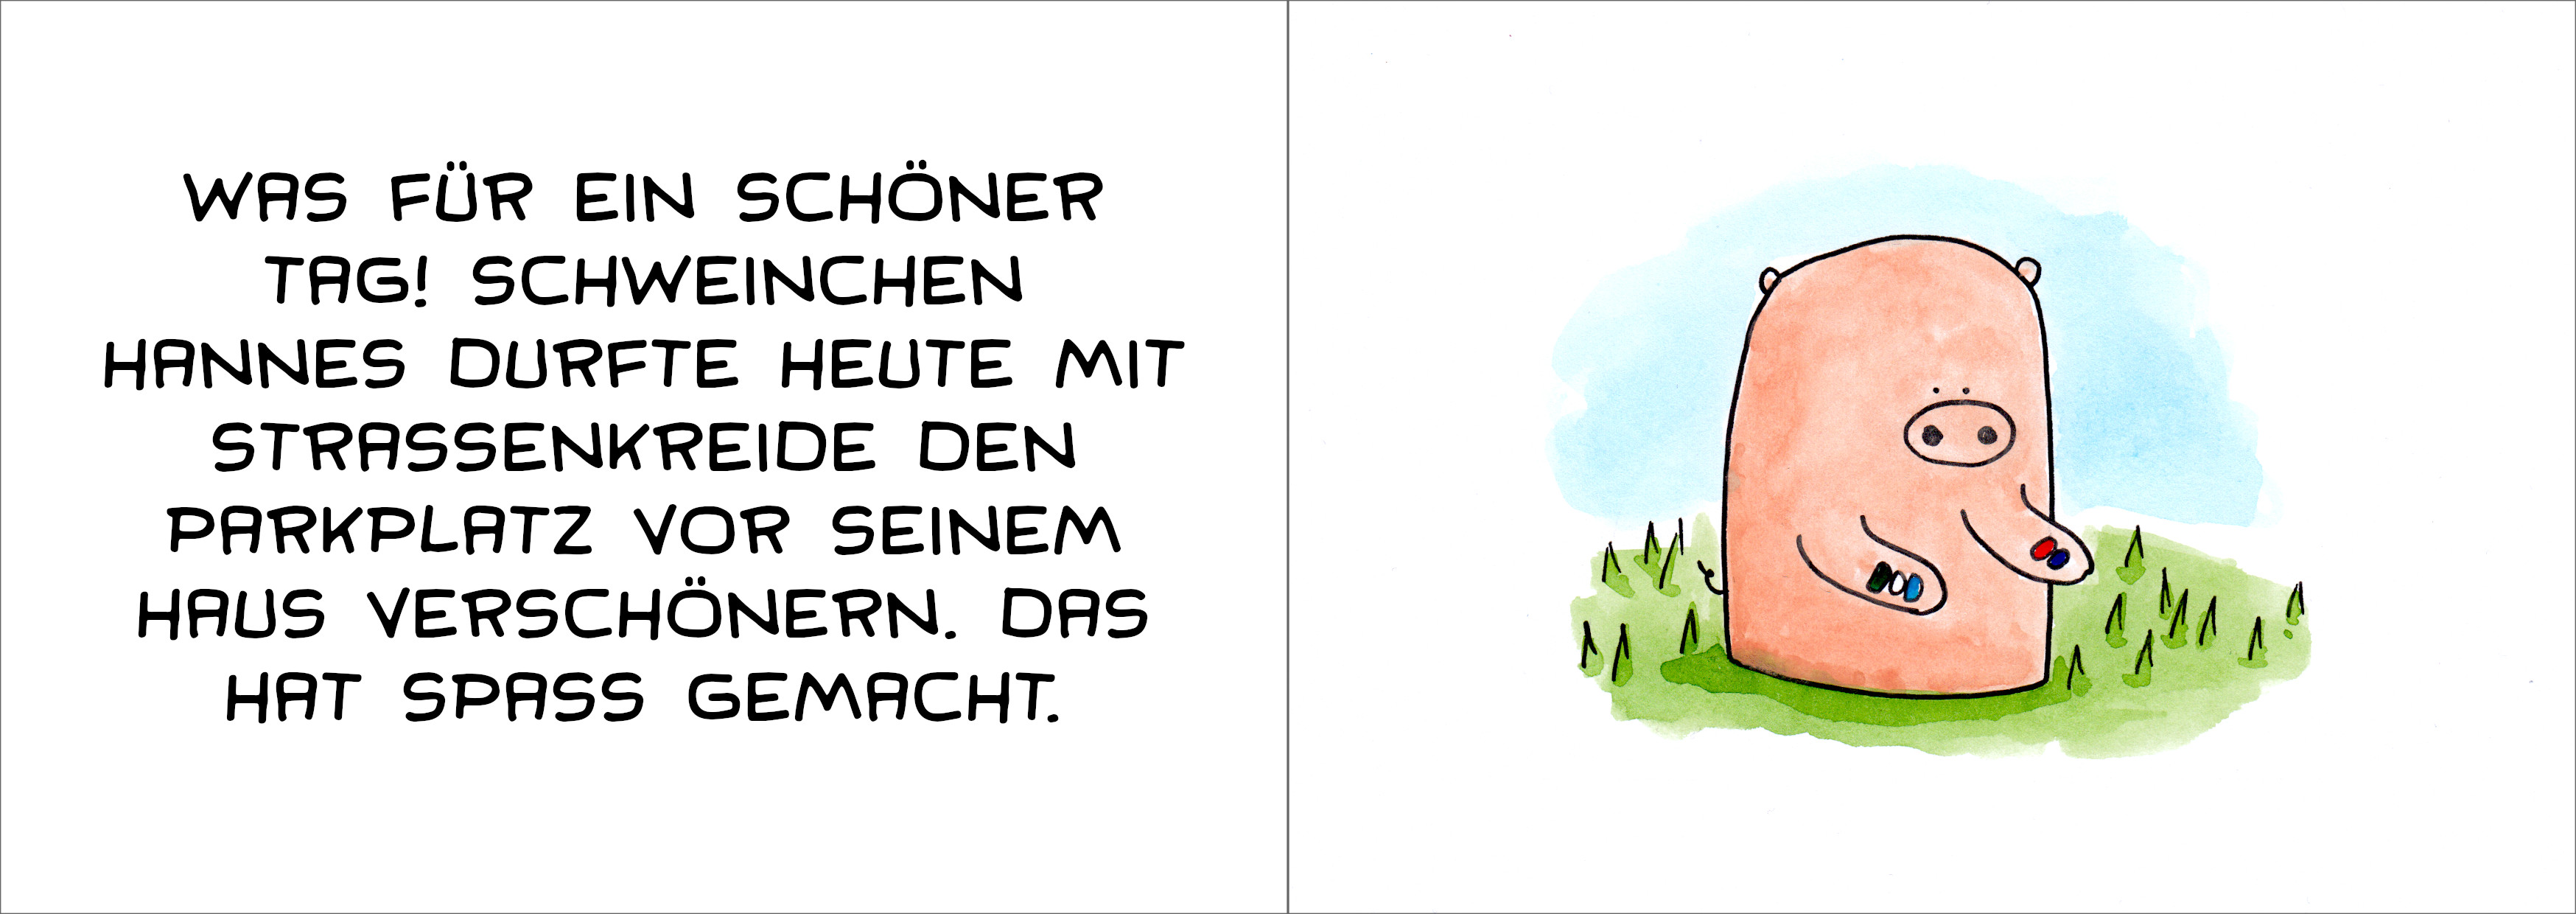 WAS FÜR EIN SCHÖNER
TAG! SCHWEINCHEN
HANNES DURFTE HEUTE MIT
STRASSENKREIDE DEN
PARKPLATZ VOR SEINEM
HAUS VERSCHÖNERN. DAS
HAT SPASS GEMACHT.